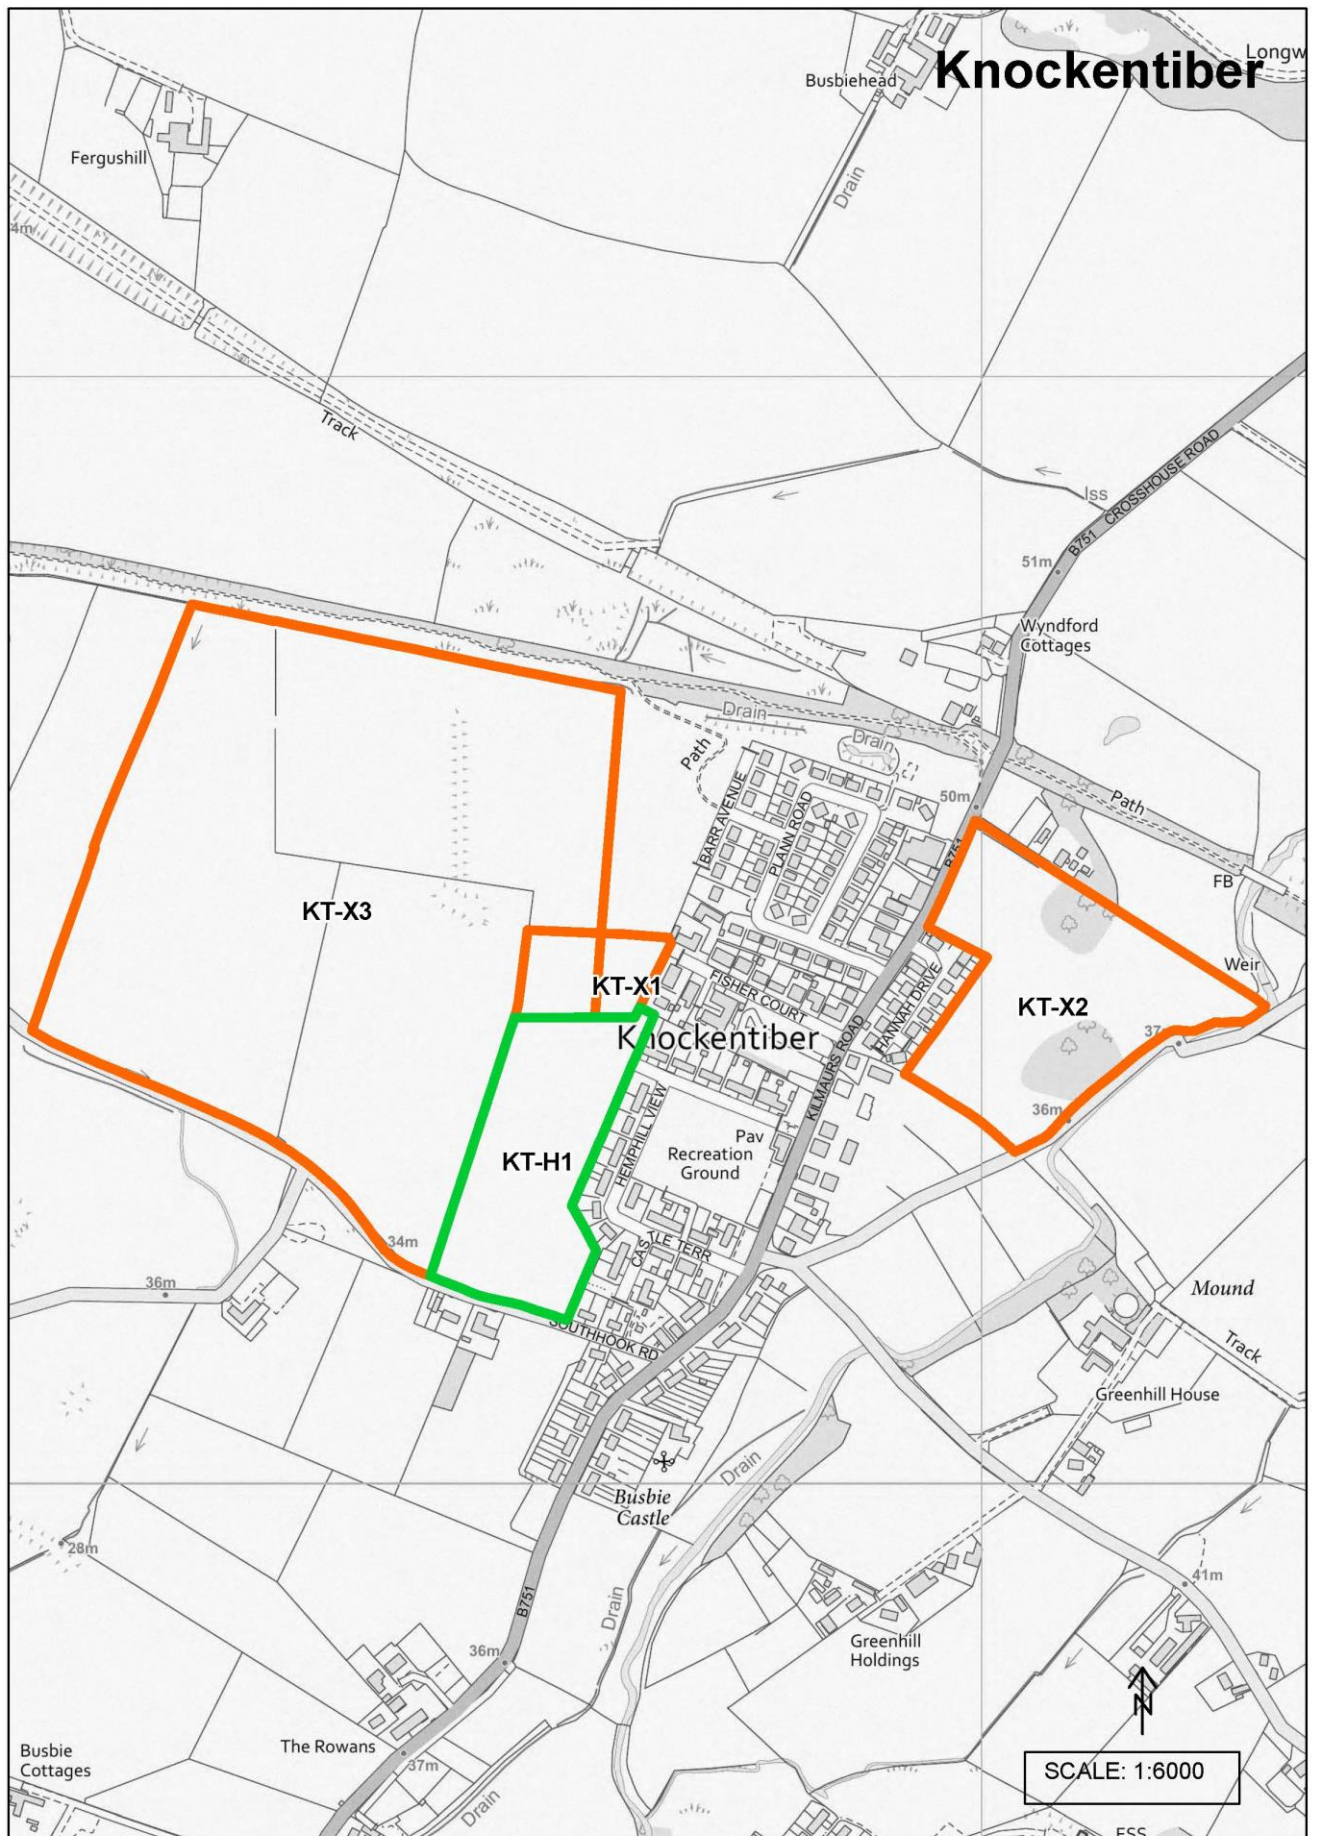 Knockentiber
Longw
Busbiehead
Fergushill
Drain
4m
Track
Iss
B751 CROSSHOUSE ROAD
51m
Wyndford
Cottages
Drain
Drain
Path
50m
Path
BARR AVENUE
PLANN ROAD
B751
FB
KT-X3
Weir
KT-X1
FISHER COURT
HANNAH DRIVE
KT-X2
Knockentiber
37m
KILMAURS ROAD
36m
HEMPHILL VIEW
Pav
Recreation
Ground
KT-H1
CASTLE TERR
34m
36m
Mound
SOUTHHOOK RD
Track
Greenhill House
Drain
Busbie
Castle
28m
41m
B751
Drain
Greenhill
Holdings
36m
N
The Rowans
Busbie
Cottages
37m
SCALE: 1:6000
Drain
ESS